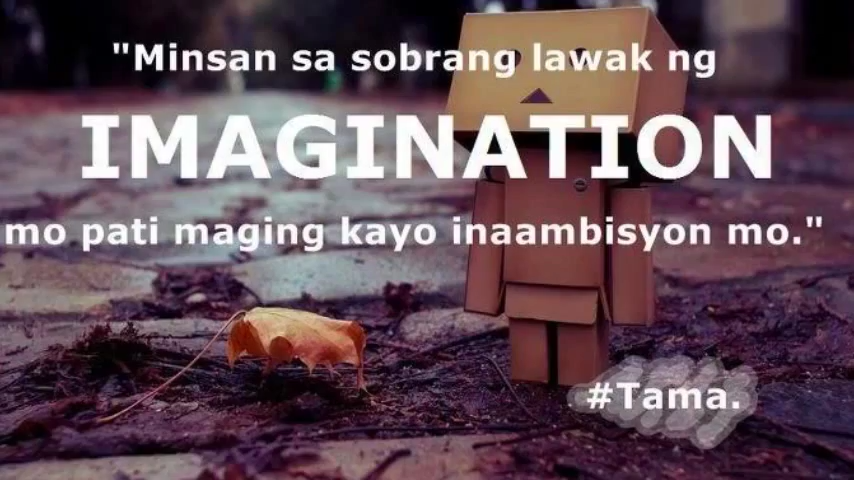 "Minsan sa sobrang lawak ng
IMAGINATION
mo pati maging kayo inaambisyon mo."
#Tama.